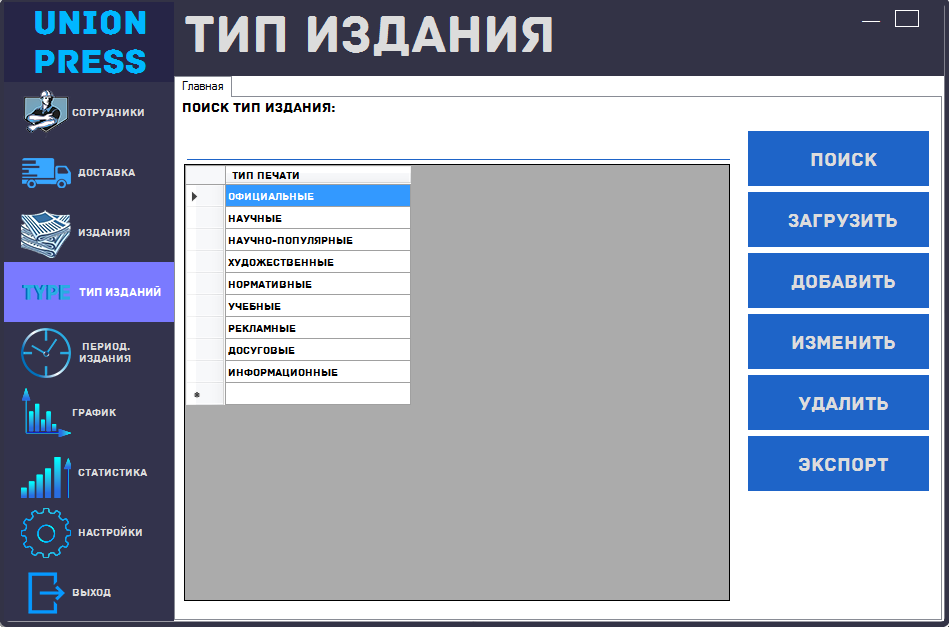 UNION
PRESS
ТИП ИЗДАНИЯ
СОТРУДНИКИ
ДОСТАВКА
ИЗДАНИЯ
TYPE ТИП ИЗДАНИЙ
ПЕРИОД.
ИЗДАНИЯ
ГРАФИК
СТАТИСТИКА
НАСТРОЙКИ
ВЫХОД
Главная
ПОИСК ТИП ИЗДАНИЯ:
ТИП ПЕЧАТИ
ОФИЦИАЛЬНЫЕ
НАУЧНЫЕ
НАУЧНО-ПОПУЛЯРНЫЕ
ХУДОЖЕСТВЕННЫЕ
НОРМАТИВНЫЕ
УЧЕБНЫЕ
РЕКЛАМНЫЕ
ДОСУГОВЫЕ
ИНФОРМАЦИОННЫЕ
ПОИСК
ЗАГРУЗИТЬ
ДОБАВИТЬ
ИЗМЕНИТЬ
УДАЛИТЬ
ЭКСПОРТ